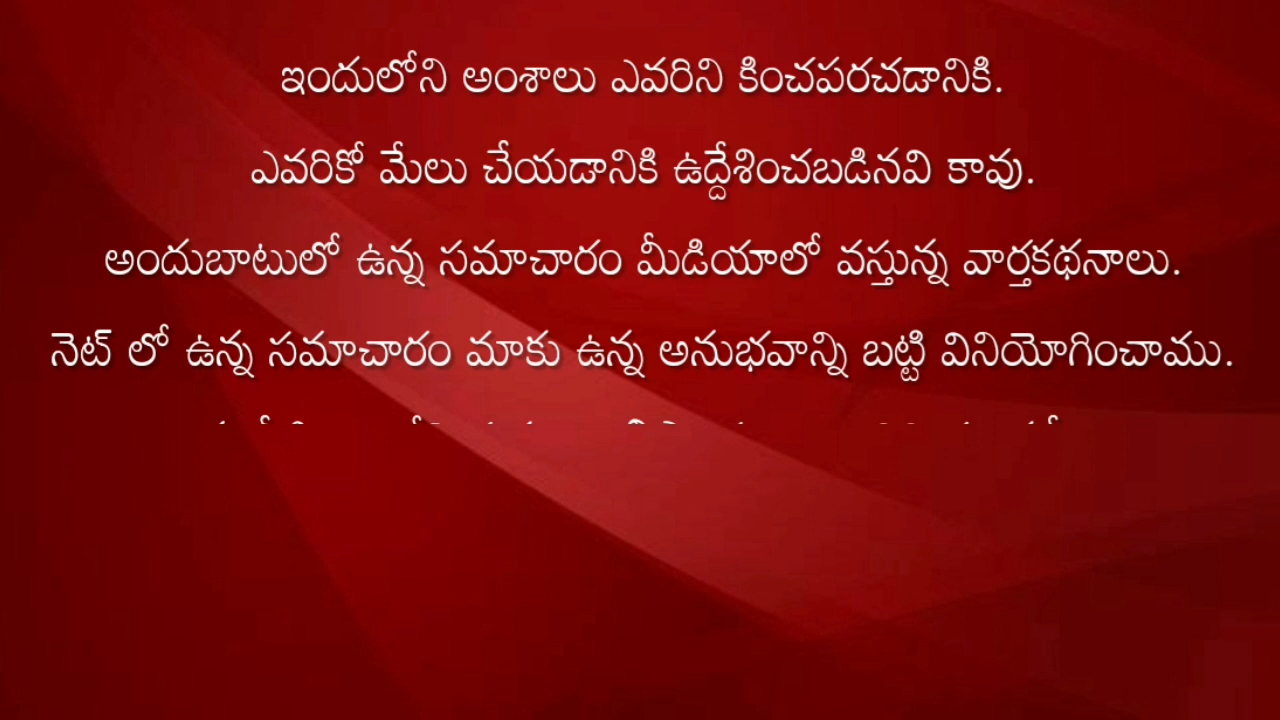 ఇందులోని అంశాలు ఎవరిని కించపరచడానికి.
ఎవరికో మేలు చేయడానికి ఉద్దేశించబడినవి కావు.
అందుబాటులో ఉన్న సమాచారం మీడియాలో వస్తున్న వార్తకథనాలు.
నెట్ లో ఉన్న సమాచారం మాకు ఉన్న అనుభవాన్ని బట్టి వినియోగించాము.